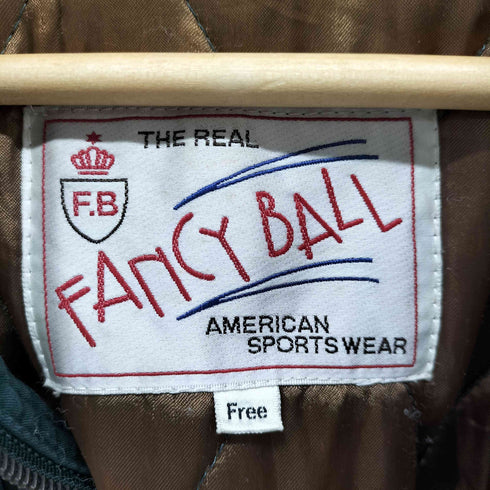 THE REAL
F.B
FANCY BALL
AMERICAN
SPORTSWEAR
Free